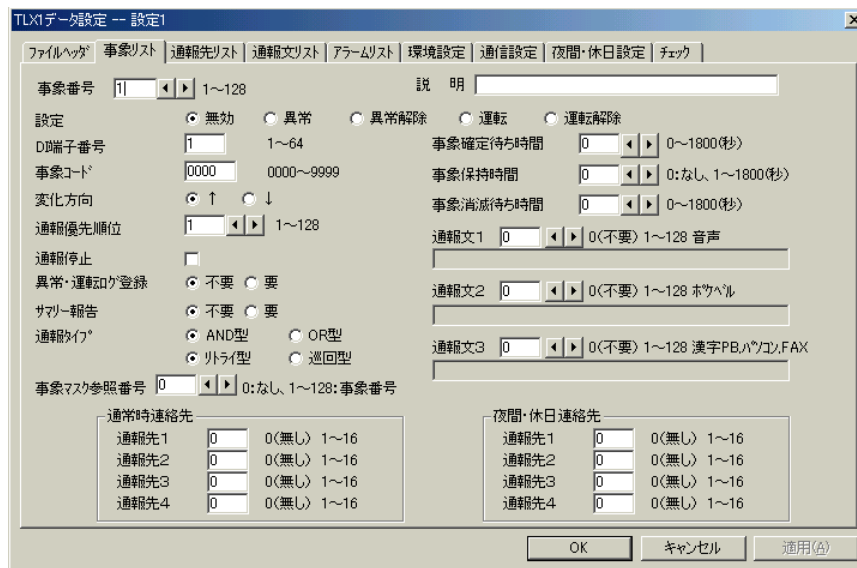 TLX1データ設定 -- 設定1
ファイルヘッダ 事象リスト 通報先リスト 通報文リスト アラームリスト 環境設定 通信設定 夜間・休日設定 チェック
事象番号 1 1～128
説 明
設定 無効 異常 異常解除 運転 運転解除
DI端子番号 1 1～64
事象コード 0000 0000～9999
変化方向 ↑ ↓
通報優先順位 1 1～128
通報停止
異常・運転ログ登録 不要 要
サマリー報告 不要 要
通報タイプ AND型 OR型
リトライ型 巡回型
事象マスク参照番号 0 0:なし、1～128:事象番号
事象確定待ち時間 0 0～1800(秒)
事象保持時間 0 0:なし、1～1800(秒)
事象消滅待ち時間 0 0～1800(秒)
通報文1 0 0(不要) 1～128 音声
通報文2 0 0(不要) 1～128 ポケベル
通報文3 0 0(不要) 1～128 漢字PB,パソコン,FAX
通常時連絡先
通報先1 0 0(無し) 1～16
通報先2 0 0(無し) 1～16
通報先3 0 0(無し) 1～16
通報先4 0 0(無し) 1～16
夜間・休日連絡先
通報先1 0 0(無し) 1～16
通報先2 0 0(無し) 1～16
通報先3 0 0(無し) 1～16
通報先4 0 0(無し) 1～16
OK キャンセル 適用(A)